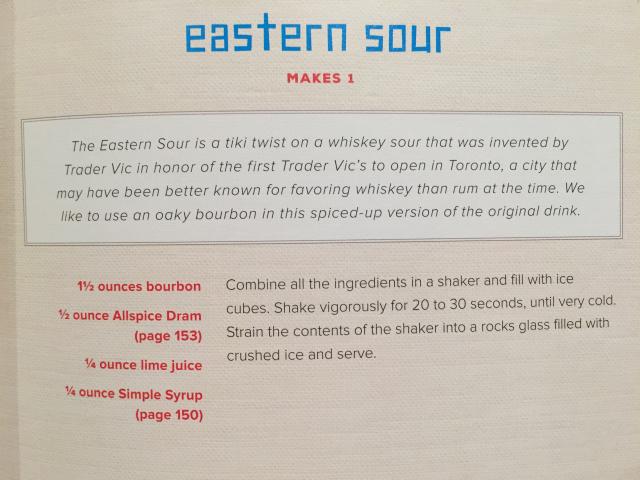 eastern sour
MAKES 1
The Eastern Sour is a tiki twist on a whiskey sour that was invented by
Trader Vic in honor of the first Trader Vic's to open in Toronto, a city that
may have been better known for favoring whiskey than rum at the time. We
like to use an oaky bourbon in this spiced-up version of the original drink.
1½ ounces bourbon
½ ounce Allspice Dram
(page 153)
¼ ounce lime juice
¼ ounce Simple Syrup
(page 150)
Combine all the ingredients in a shaker and fill with ice
cubes. Shake vigorously for 20 to 30 seconds, until very cold.
Strain the contents of the shaker into a rocks glass filled with
crushed ice and serve.